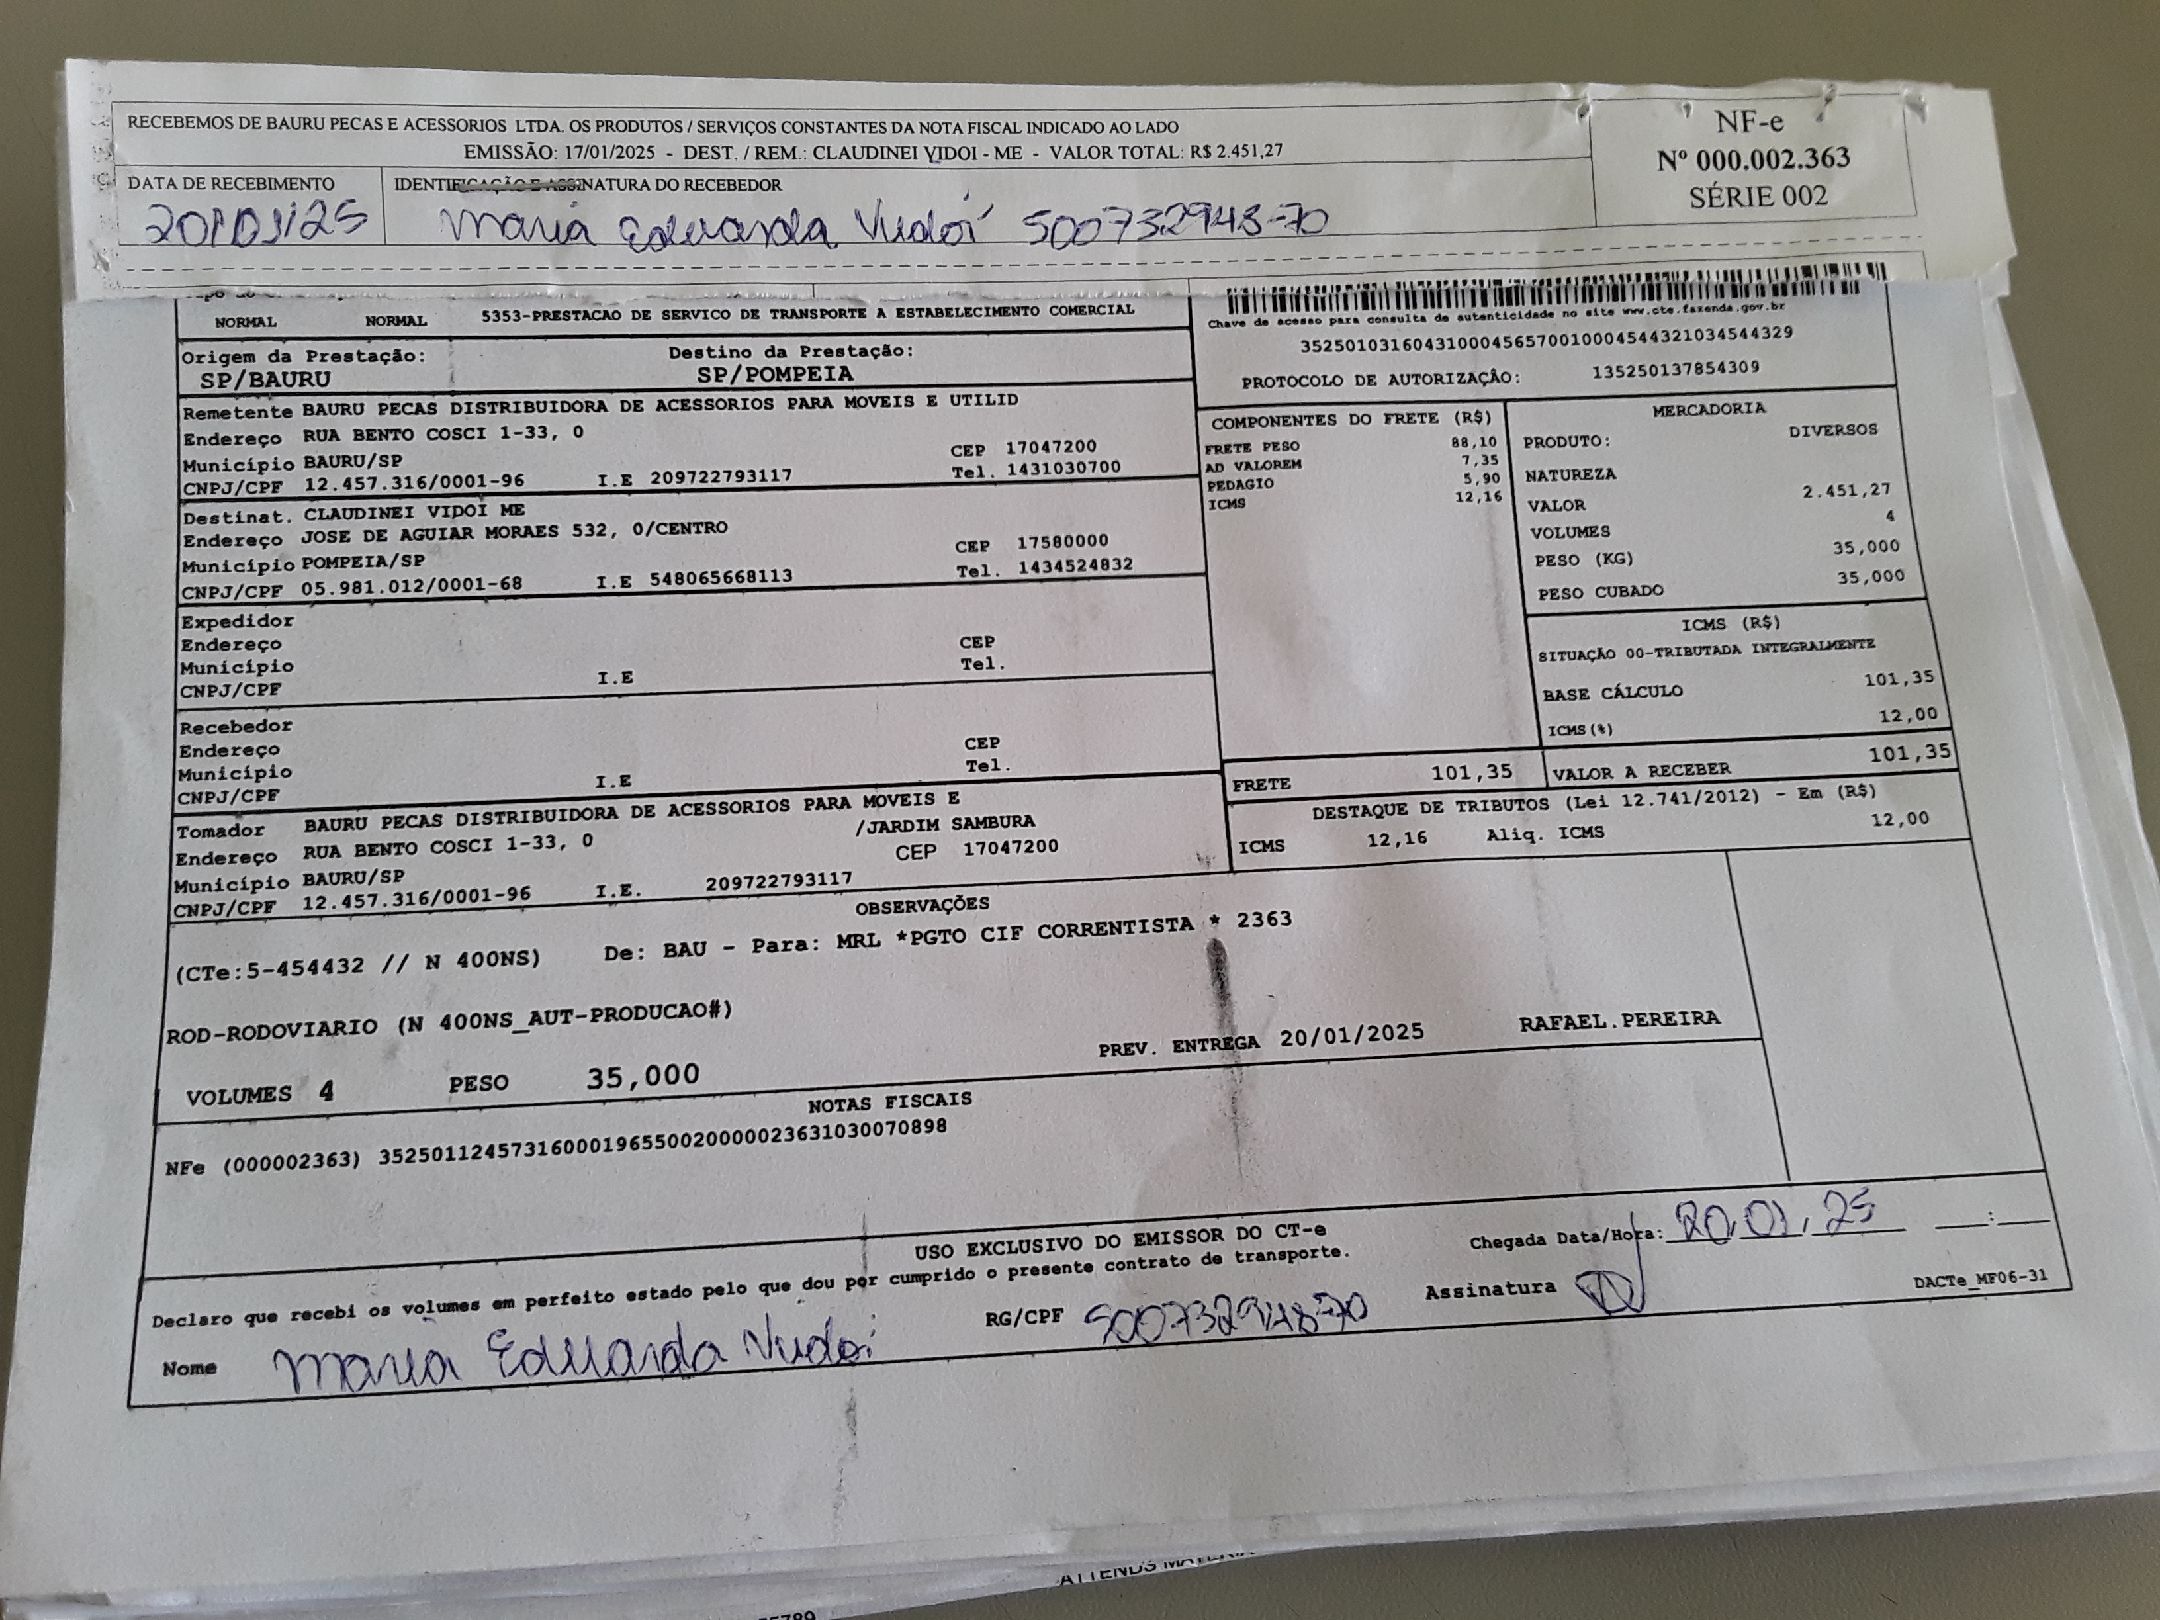 RECEBEMOS DE BAURU PECAS E ACESSORIOS LTDA. OS PRODUTOS / SERVIÇOS CONSTANTES DA NOTA FISCAL INDICADO AO LADO
EMISSÃO: 17/01/2025 - DEST. / REM.: CLAUDINEI VIDOI - ME - VALOR TOTAL: R$ 2.451,27
NF-e
Nº 000.002.363
SÉRIE 002
DATA DE RECEBIMENTO
20/01/25
IDENTIFICAÇÃO E ASSINATURA DO RECEBEDOR
Maria Eduarda Vidoi 500732948-70
NORMAL NORMAL 5353-PRESTACAO DE SERVICO DE TRANSPORTE A ESTABELECIMENTO COMERCIAL
Chave de acesso para consulta de autenticidade no site www.cte.fazenda.gov.br
35250103160431000456570010004544321034544329
PROTOCOLO DE AUTORIZAÇÃO: 135250137854309
Origem da Prestação: Destino da Prestação:
SP/BAURU SP/POMPEIA
Remetente BAURU PECAS DISTRIBUIDORA DE ACESSORIOS PARA MOVEIS E UTILID
Endereço RUA BENTO COSCI 1-33, 0 CEP 17047200
Município BAURU/SP Tel. 1431030700
CNPJ/CPF 12.457.316/0001-96 I.E 209722793117
Destinat. CLAUDINEI VIDOI ME
Endereço JOSE DE AGUIAR MORAES 532, 0/CENTRO CEP 17580000
Município POMPEIA/SP Tel. 1434524832
CNPJ/CPF 05.981.012/0001-68 I.E 548065668113
Expedidor
Endereço CEP
Município Tel.
CNPJ/CPF I.E
Recebedor
Endereço CEP
Município Tel.
CNPJ/CPF I.E
Tomador BAURU PECAS DISTRIBUIDORA DE ACESSORIOS PARA MOVEIS E
Endereço RUA BENTO COSCI 1-33, 0 /JARDIM SAMBURA
Município BAURU/SP CEP 17047200
CNPJ/CPF 12.457.316/0001-96 I.E. 209722793117
COMPONENTES DO FRETE (R$)
FRETE PESO 88,10
AD VALOREM 7,35
PEDAGIO 5,90
ICMS 12,16
MERCADORIA
PRODUTO: DIVERSOS
NATUREZA
VALOR 2.451,27
VOLUMES 4
PESO (KG) 35,000
PESO CUBADO 35,000
ICMS (R$)
SITUAÇÃO 00-TRIBUTADA INTEGRALMENTE
BASE CÁLCULO 101,35
ICMS(%) 12,00
FRETE 101,35 VALOR A RECEBER 101,35
DESTAQUE DE TRIBUTOS (Lei 12.741/2012) - Em (R$)
ICMS 12,16 Aliq. ICMS 12,00
OBSERVAÇÕES
(CTe:5-454432 // N 400NS) De: BAU - Para: MRL *PGTO CIF CORRENTISTA * 2363
ROD-RODOVIARIO (N 400NS_AUT-PRODUCAO#)
PREV. ENTREGA 20/01/2025 RAFAEL.PEREIRA
VOLUMES 4 PESO 35,000
NOTAS FISCAIS
NFe (000002363) 35250112457316000196550020000023631030070898
USO EXCLUSIVO DO EMISSOR DO CT-e
Chegada Data/Hora: 20.01.25 :
Declaro que recebi os volumes em perfeito estado pelo que dou por cumprido o presente contrato de transporte.
Nome Maria Eduarda Vidoi RG/CPF 500732948-70 Assinatura
DACTe_MF06-31